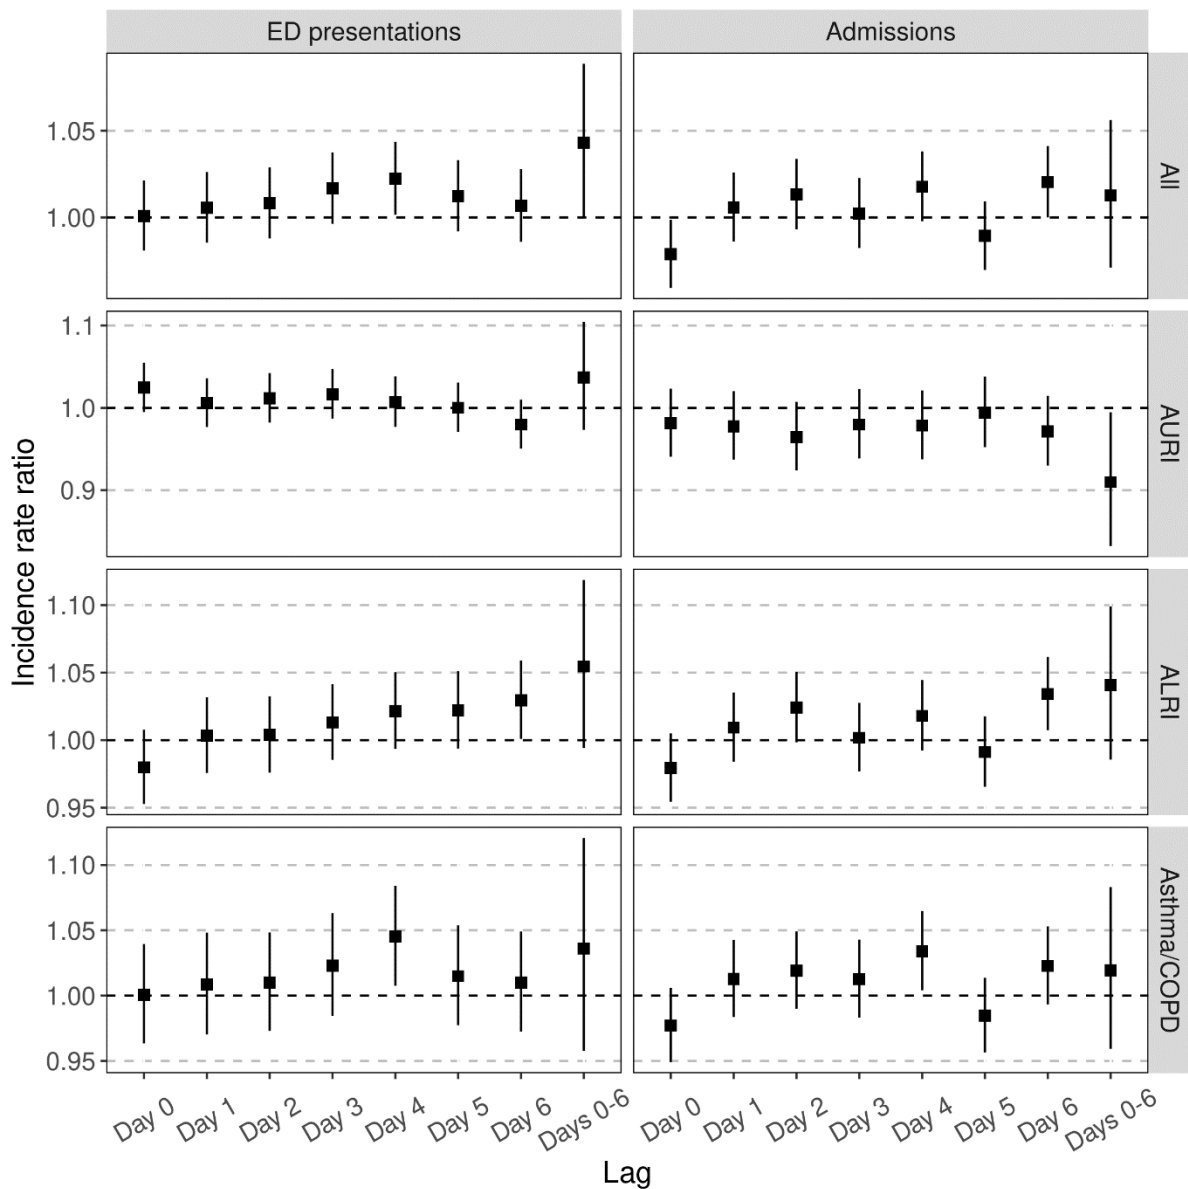 ED presentations
Admissions
Incidence rate ratio
1.05
1.00
All
1.1
1.0
0.9
AURI
1.10
1.05
1.00
0.95
ALRI
1.10
1.05
1.00
0.95
Asthma/COPD
Day 0
Day 1
Day 2
Day 3
Day 4
Day 5
Day 6
Days 0-6
Day 0
Day 1
Day 2
Day 3
Day 4
Day 5
Day 6
Days 0-6
Lag